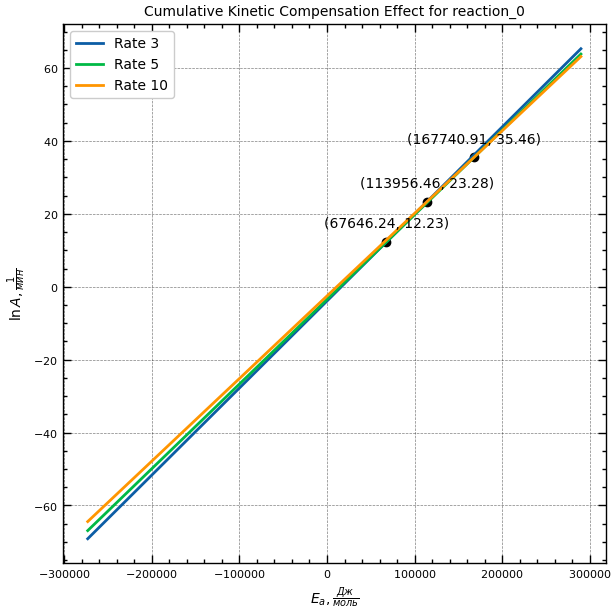 Cumulative Kinetic Compensation Effect for reaction_0
Rate 3
Rate 5
Rate 10
(167740.91, 35.46)
(113956.46, 23.28)
(67646.24, 12.23)
60
40
20
0
−20
−40
−60
ln A, 1/мин
−300000 −200000 −100000 0 100000 200000 300000
E_a, Дж/моль